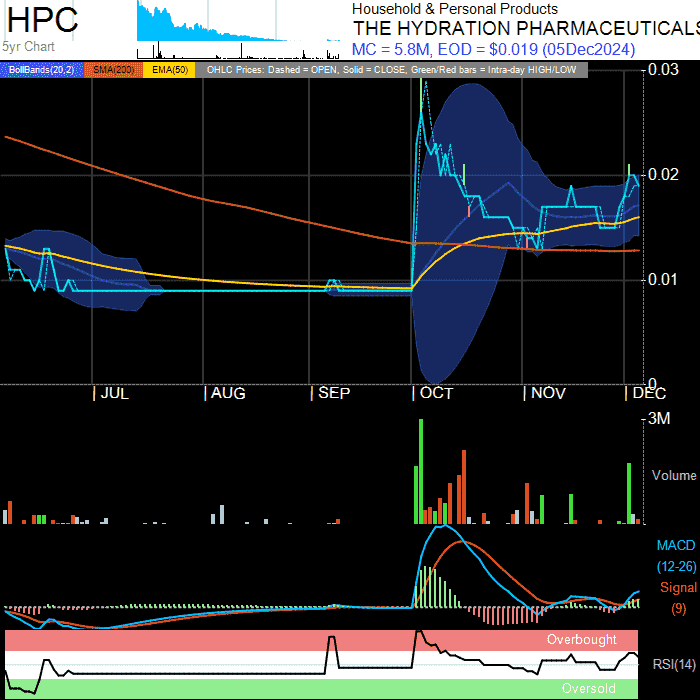 HPC
5yr Chart
Household & Personal Products
THE HYDRATION PHARMACEUTICALS
MC = 5.8M, EOD = $0.019 (05Dec2024)
BollBands(20,2) SMA(200) EMA(50) OHLC Prices: Dashed = OPEN, Solid = CLOSE, Green/Red bars = Intra-day HIGH/LOW
0.03
0.02
0.01
0
| JUL | AUG | SEP | OCT | NOV | DEC
3M
Volume
MACD
(12-26)
Signal
(9)
Overbought
RSI(14)
Oversold